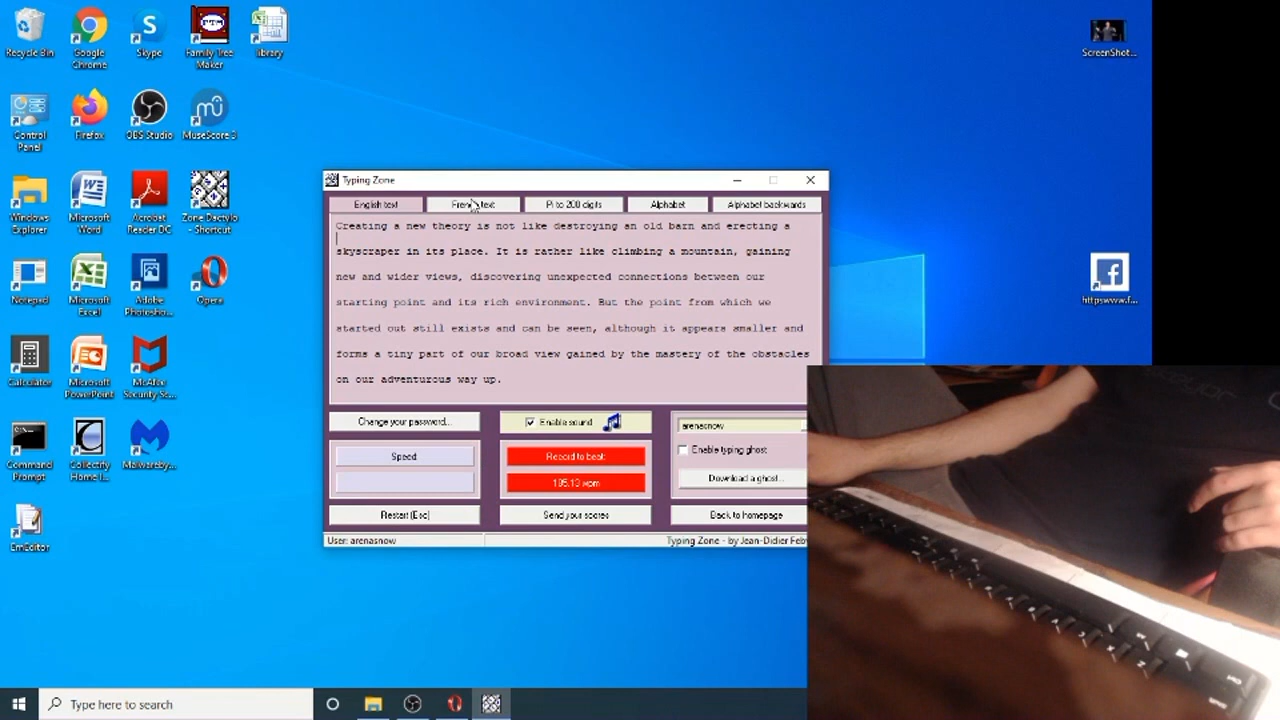 Recycle Bin
Google Chrome
Skype
Family Tree Maker
library
ScreenShot...
Control Panel
Firefox
OBS Studio
MuseScore 3
Windows Explorer
Microsoft Word
Acrobat Reader DC
Zone Dactylo - Shortcut
Notepad
Microsoft Excel
Adobe Photosho...
Opera
httpswww.f...
Calculator
Microsoft PowerPoint
McAfee Security Sc...
Command Prompt
Collectify Home I...
Malwareby...
EmEditor
Typing Zone
English text
French text
Pi to 200 digits
Alphabet
Alphabet backwards
Creating a new theory is not like destroying an old barn and erecting a
skyscraper in its place. It is rather like climbing a mountain, gaining
new and wider views, discovering unexpected connections between our
starting point and its rich environment. But the point from which we
started out still exists and can be seen, although it appears smaller and
forms a tiny part of our broad view gained by the mastery of the obstacles
on our adventurous way up.
Change your password...
Enable sound
arenasnow
Enable typing ghost
Speed
Record to beat:
Download a ghost...
Restart (Esc)
Send your scores
Back to homepage
User: arenasnow
Typing Zone - by Jean-Didier Feb
Type here to search